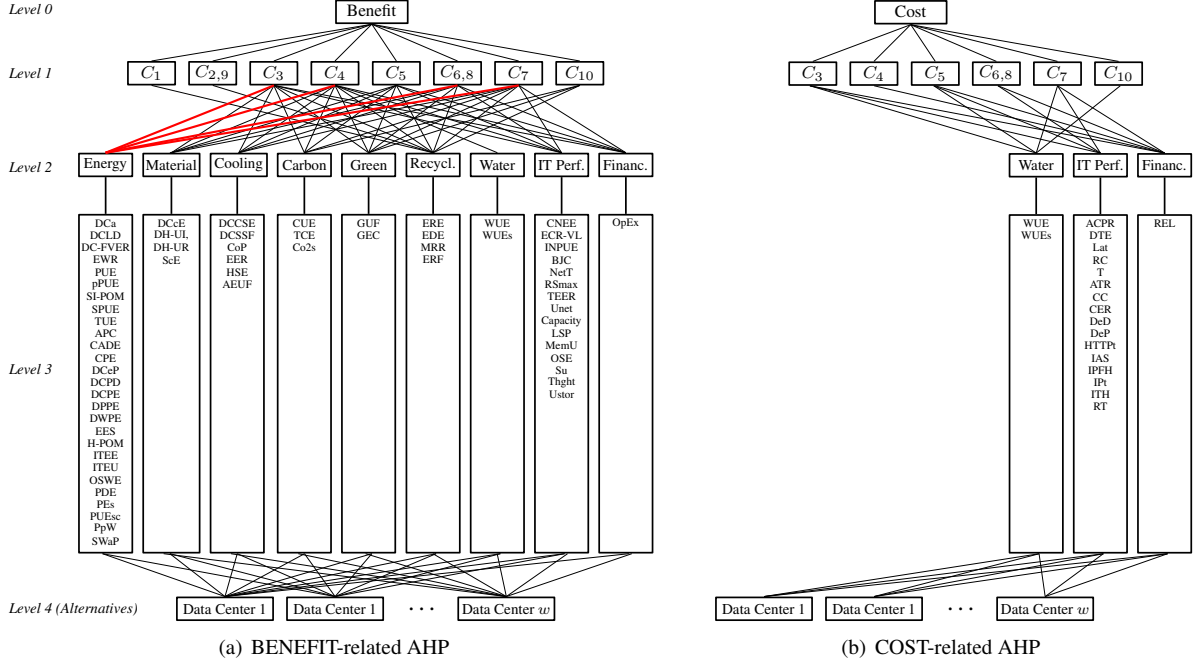 Level 0
Benefit
Cost
Level 1
C1
C2,9
C3
C4
C5
C6,8
C7
C10
C3
C4
C5
C6,8
C7
C10
Level 2
Energy
Material
Cooling
Carbon
Green
Recycl.
Water
IT Perf.
Financ.
Water
IT Perf.
Financ.
Level 3
DCa
DCLD
DC-FVER
EWR
PUE
pPUE
SI-POM
SPUE
TUE
APC
CADE
CPE
DCeP
DCPD
DCPE
DPPE
DWPE
EES
H-POM
ITEE
ITEU
OSWE
PDE
PEs
PUEsc
PpW
SWaP
DCcE
DH-UI,
DH-UR
ScE
DCCSE
DCSSF
CoP
EER
HSE
AEUF
CUE
TCE
Co2s
GUF
GEC
ERE
EDE
MRR
ERF
WUE
WUEs
CNEE
ECR-VL
INPUE
BJC
NetT
RSmax
TEER
Unet
Capacity
LSP
MemU
OSE
Su
Thght
Ustor
OpEx
WUE
WUEs
ACPR
DTE
Lat
RC
T
ATR
CC
CER
DeD
DeP
HTTPt
IAS
IPFH
IPt
ITH
RT
REL
Level 4 (Alternatives)
Data Center 1
Data Center 1
· · ·
Data Center w
Data Center 1
Data Center 1
· · ·
Data Center w
(a) BENEFIT-related AHP
(b) COST-related AHP